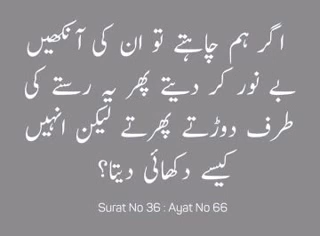 اگر ہم چاہتے تو ان کی آنکھیں
بے نور کر دیتے پھر یہ رستے کی
طرف دوڑتے پھرتے لیکن انہیں
کیسے دکھائی دیتا؟
Surat No 36 : Ayat No 66